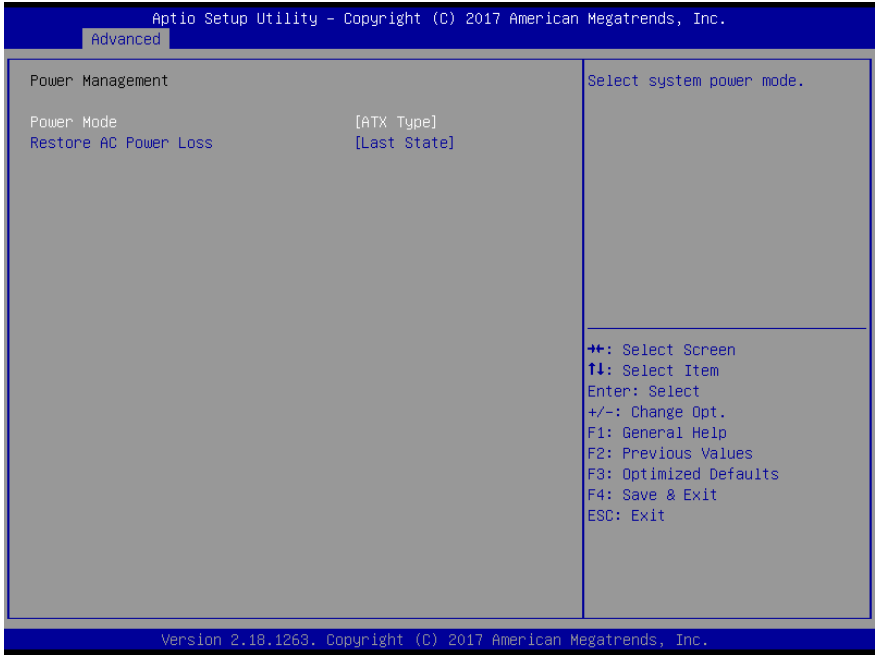 Aptio Setup Utility – Copyright (C) 2017 American Megatrends, Inc.
Advanced
Power Management
Power Mode [ATX Type]
Restore AC Power Loss [Last State]
Select system power mode.
→←: Select Screen
↑↓: Select Item
Enter: Select
+/-: Change Opt.
F1: General Help
F2: Previous Values
F3: Optimized Defaults
F4: Save & Exit
ESC: Exit
Version 2.18.1263. Copyright (C) 2017 American Megatrends, Inc.